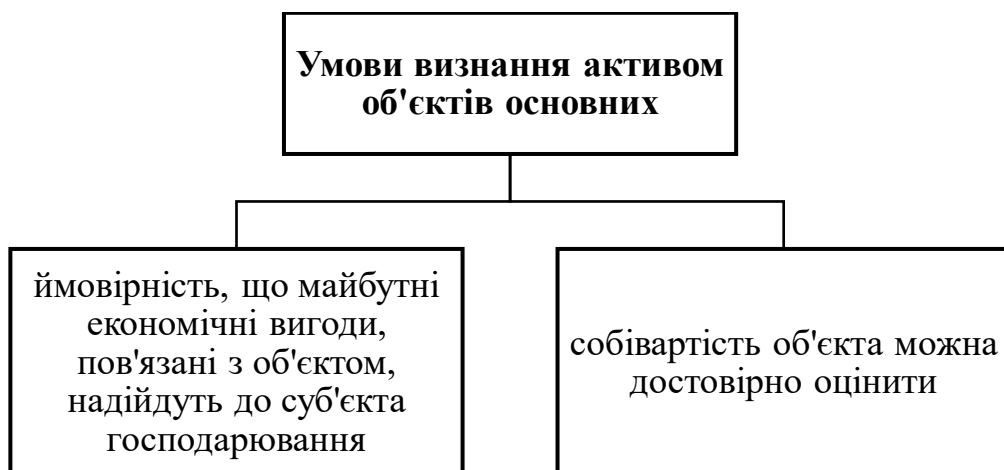 Умови визнання активом
об'єктів основних
ймовірність, що майбутні
економічні вигоди,
пов'язані з об'єктом,
надійдуть до суб'єкта
господарювання
собівартість об'єкта можна
достовірно оцінити